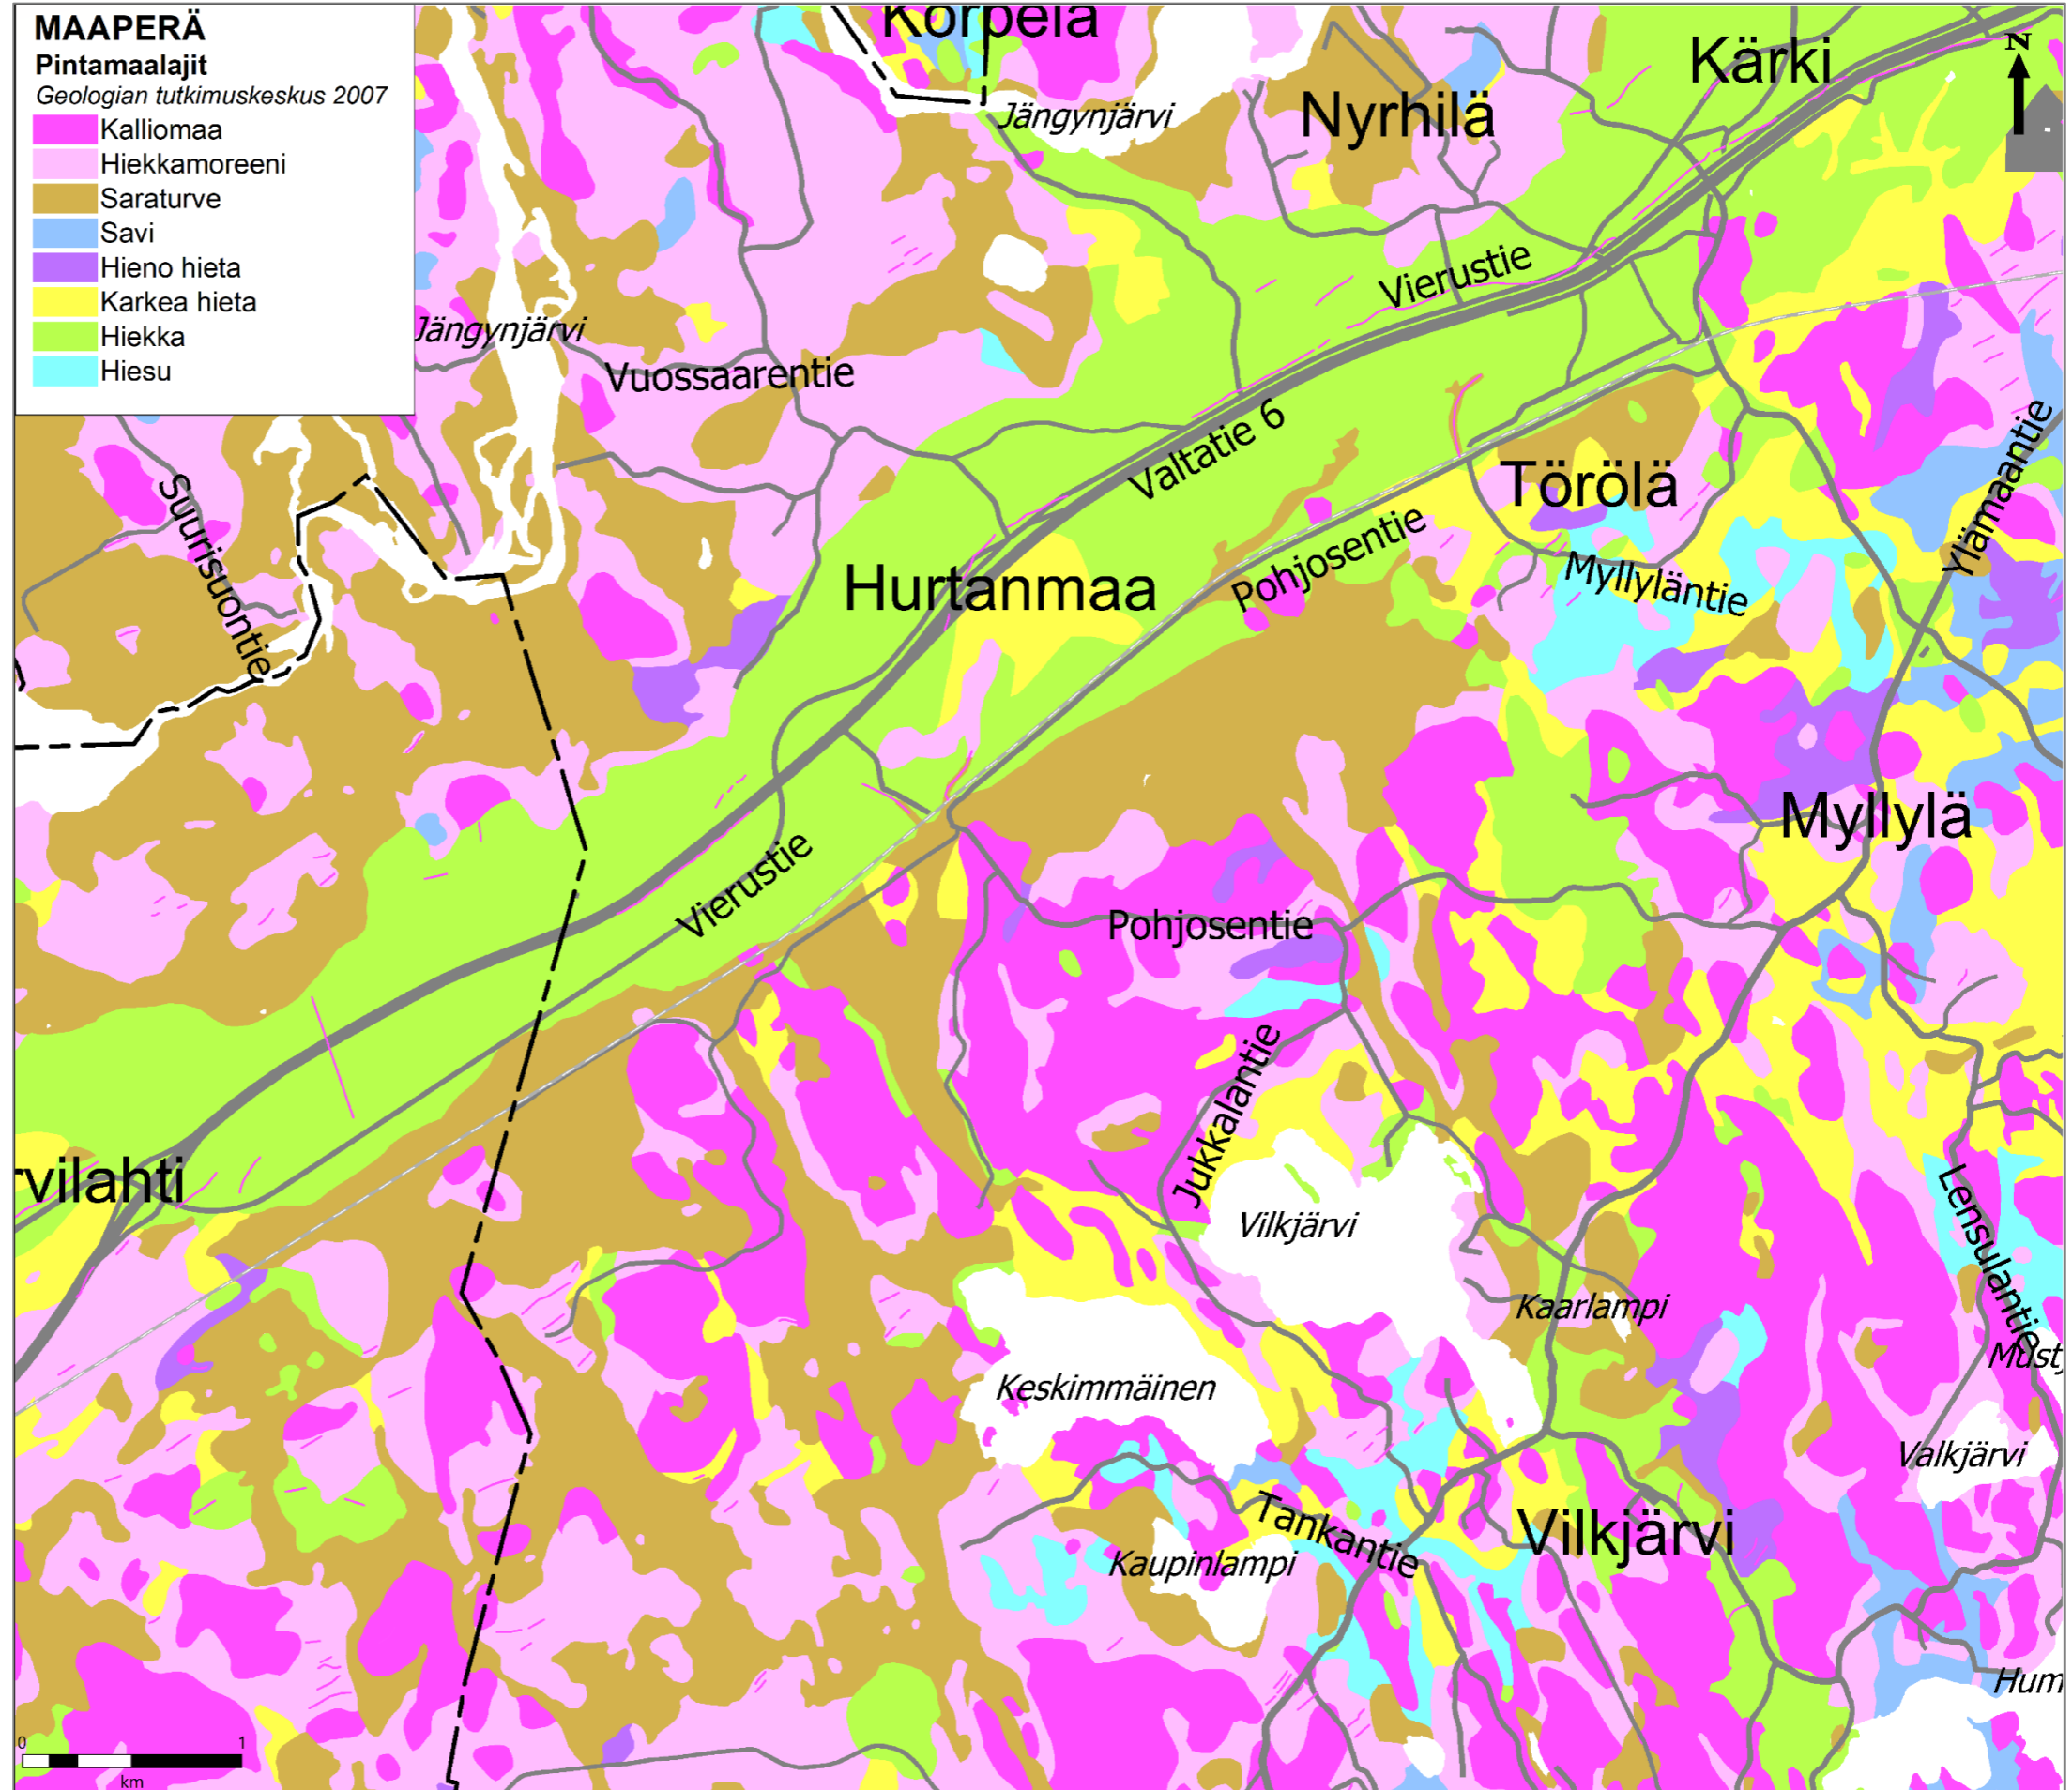 MAAPERÄ
Pintamaalajit
Geologian tutkimuskeskus 2007
Kalliomaa
Hiekkamoreeni
Saraturve
Savi
Hieno hieta
Karkea hieta
Hiekka
Hiesu
Korpela
Kärki
N
Jängynjärvi
Nyrhilä
Vierustie
Jängynjärvi
Vuossaarentie
Valtatie 6
Ylämaantie
Suurisuontie
Törölä
Pohjosentie
Hurtanmaa
Myllyläntie
Myllylä
Vierustie
Pohjosentie
Jukkalantie
rvilahti
Vilkjärvi
Lensulantie
Kaarlampi
Mustj
Keskimmäinen
Valkjärvi
Tankantie
Vilkjärvi
Kaupinlampi
Hum
0 1
km